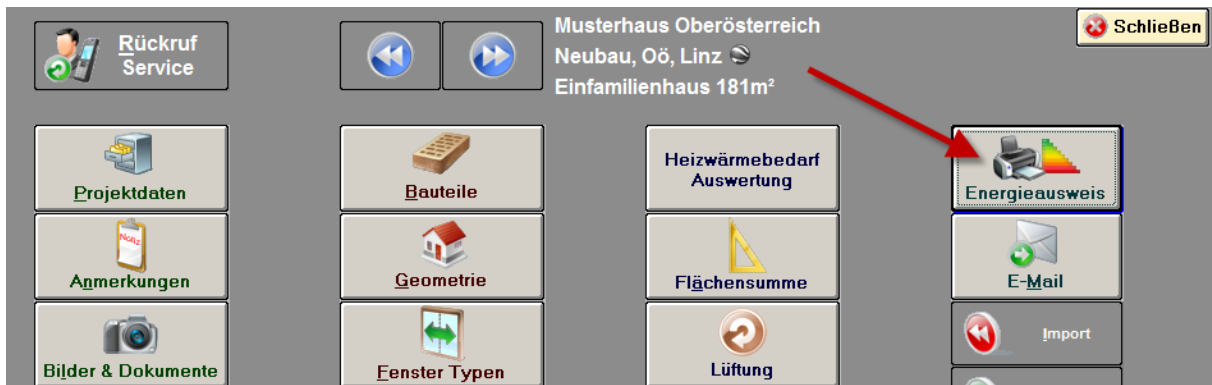 Rückruf
Service
Musterhaus Oberösterreich
Neubau, Oö, Linz
Einfamilienhaus 181m²
Schließen
Projektdaten
Bauteile
Heizwärmebedarf
Auswertung
Energieausweis
Notiz
Anmerkungen
Geometrie
Flächensumme
E-Mail
Bilder & Dokumente
Fenster Typen
Lüftung
Import